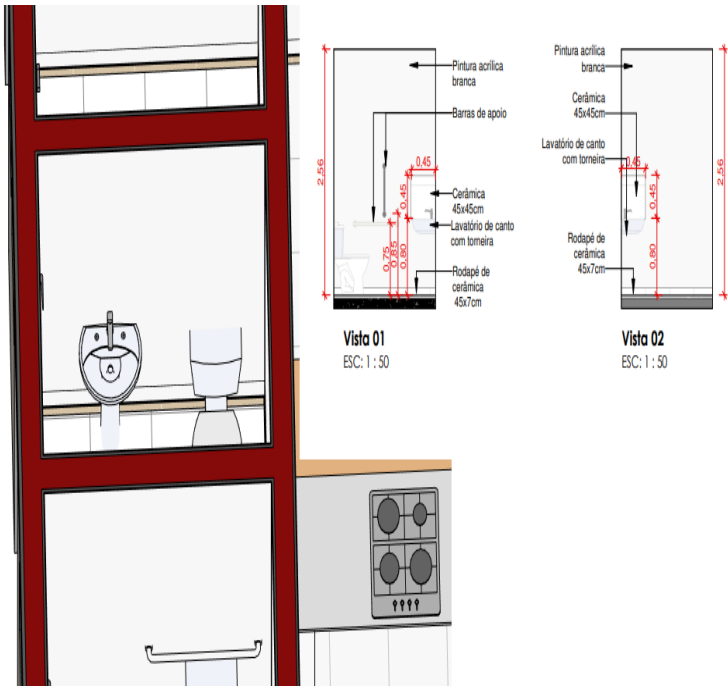 Pintura acrílica
branca
Barras de apoio
0,45
Cerâmica
45x45cm
Lavatório de canto
com torneira
Rodapé de
cerâmica
45x7cm
2,56
0,45
0,75
0,85
0,80
Vista 01
ESC: 1 : 50
Pintura acrílica
branca
Cerâmica
45x45cm
Lavatório de canto
com torneira
0,45
Rodapé de
cerâmica
45x7cm
0,45
0,80
2,56
Vista 02
ESC: 1 : 50